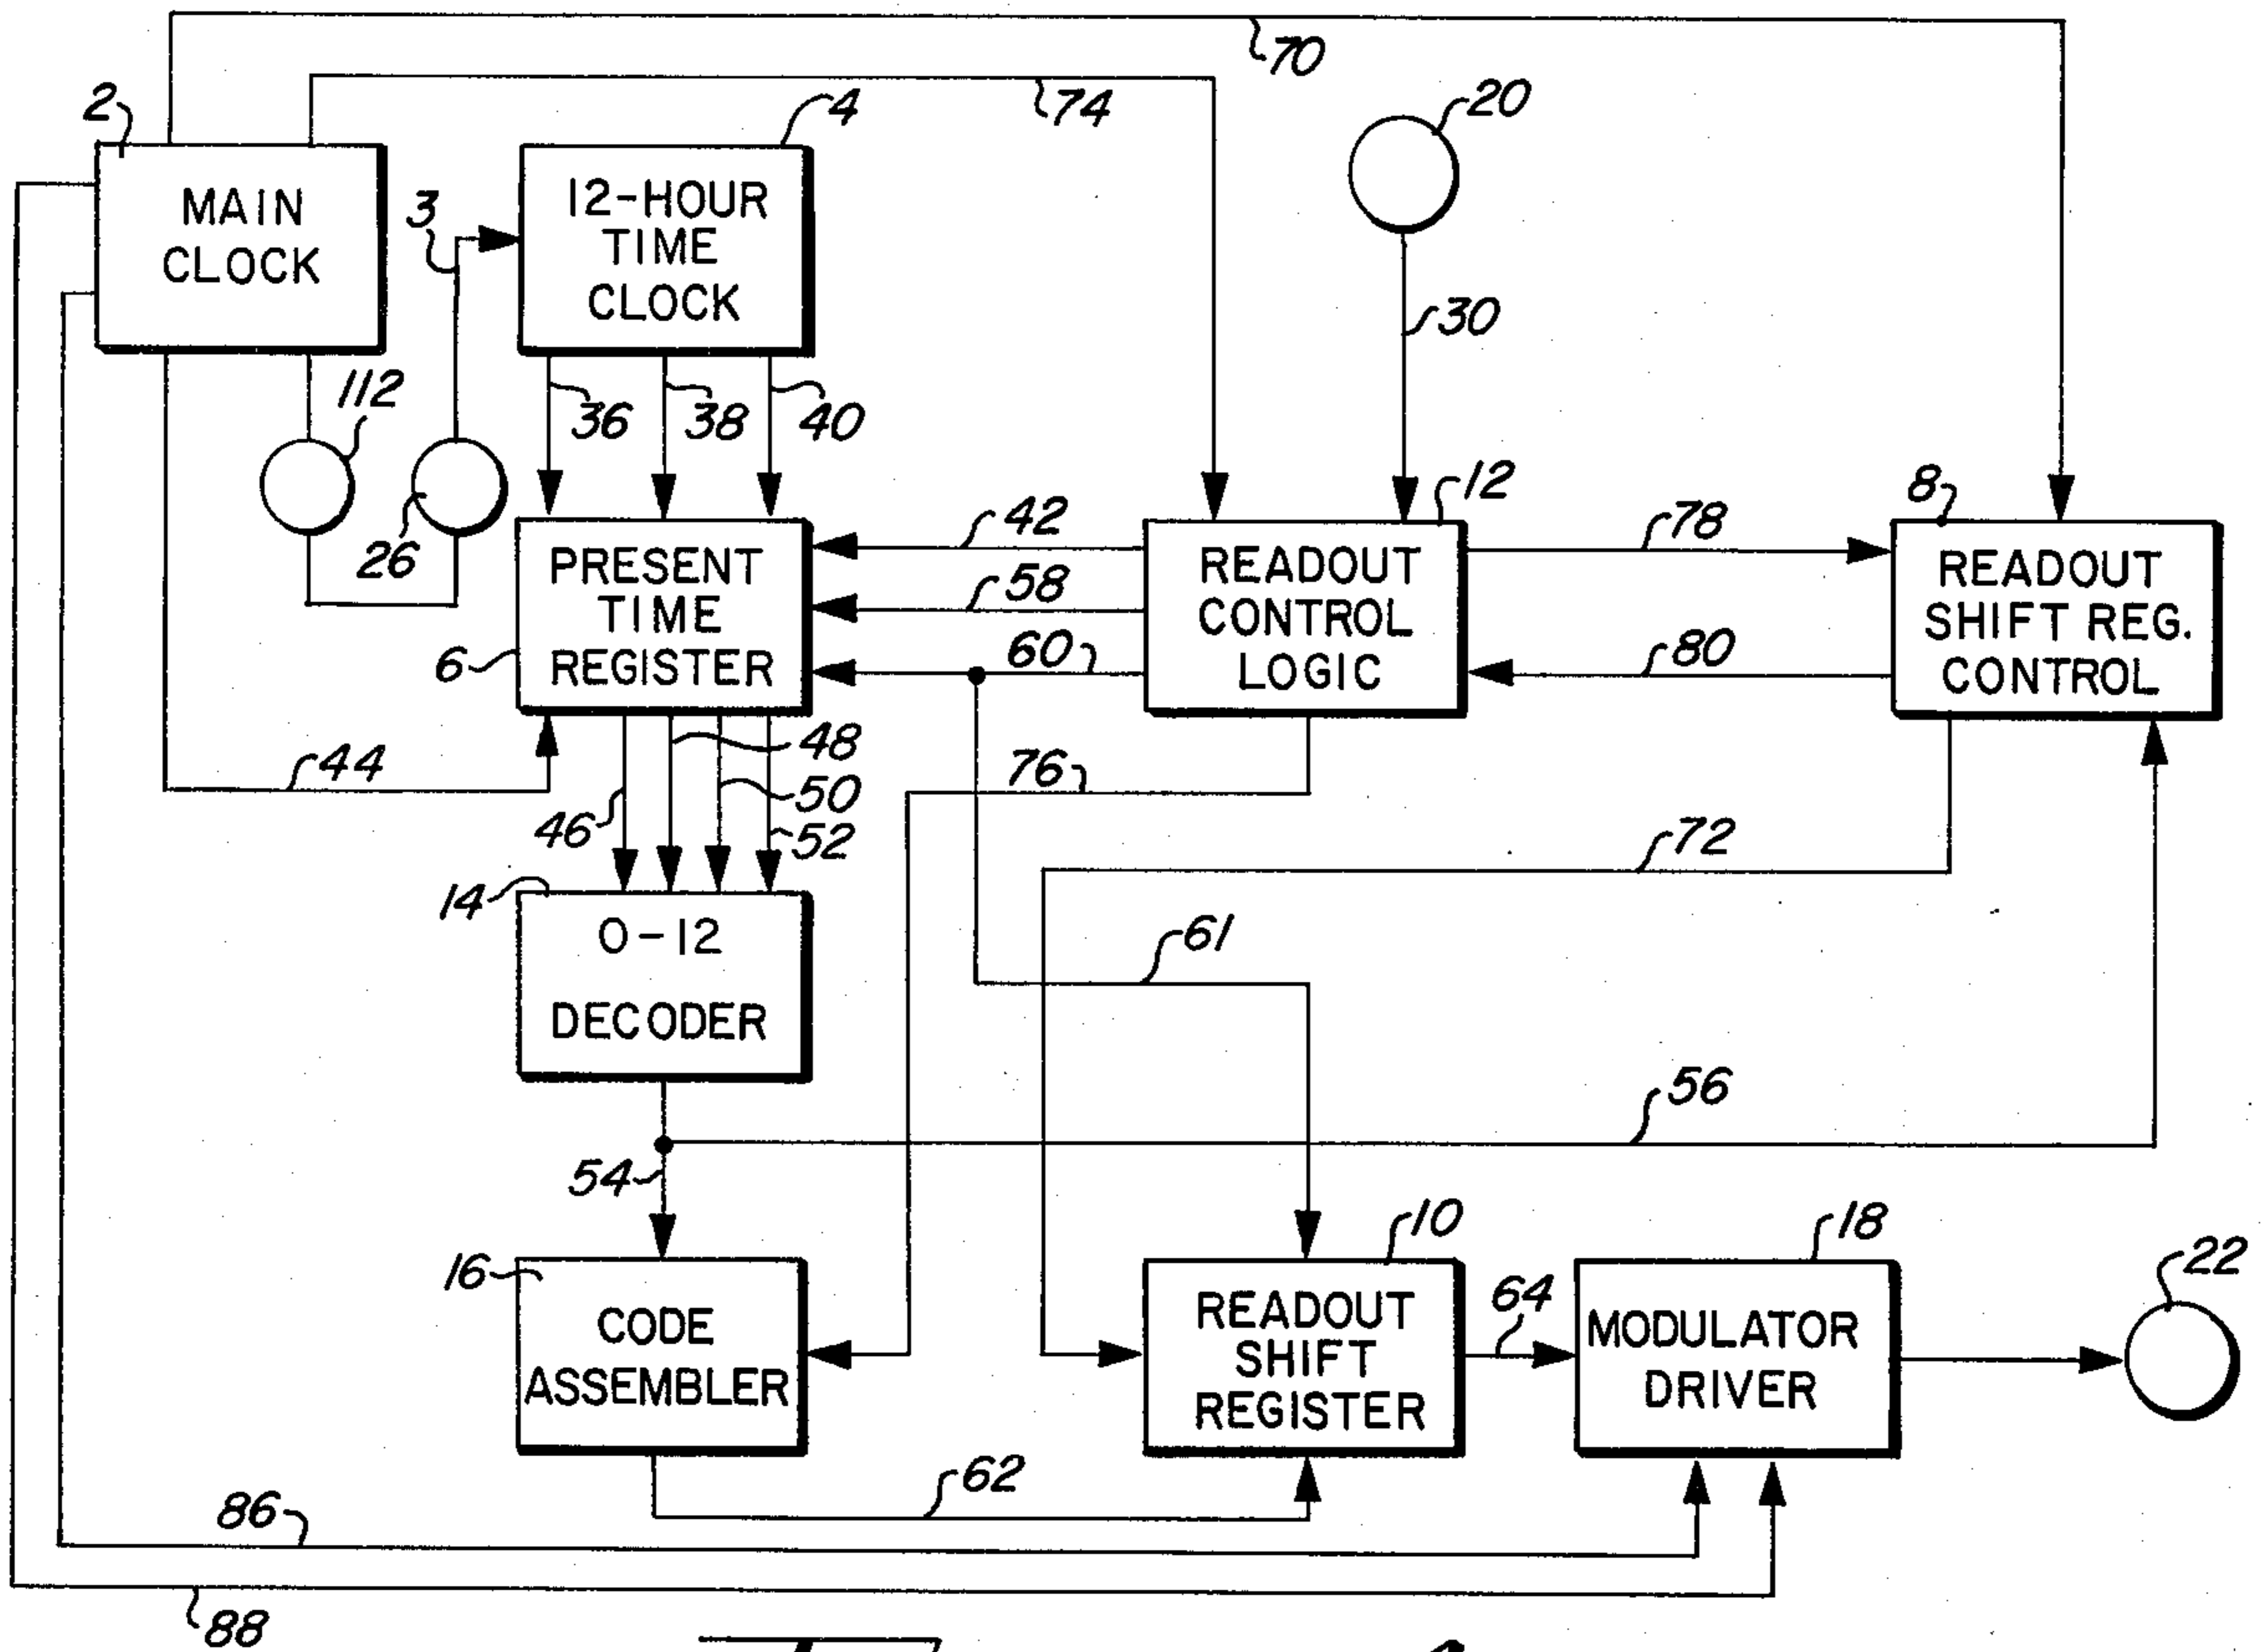 70
74
2
4
20
MAIN
CLOCK
3
12-HOUR
TIME
CLOCK
30
112
36
38
40
26
12
8
42
58
60
78
80
PRESENT
TIME
REGISTER
6
READOUT
CONTROL
LOGIC
READOUT
SHIFT REG.
CONTROL
44
48
76
50
46
52
72
14
0-12
DECODER
61
56
54
16
CODE
ASSEMBLER
10
READOUT
SHIFT
REGISTER
64
18
MODULATOR
DRIVER
22
62
86
88